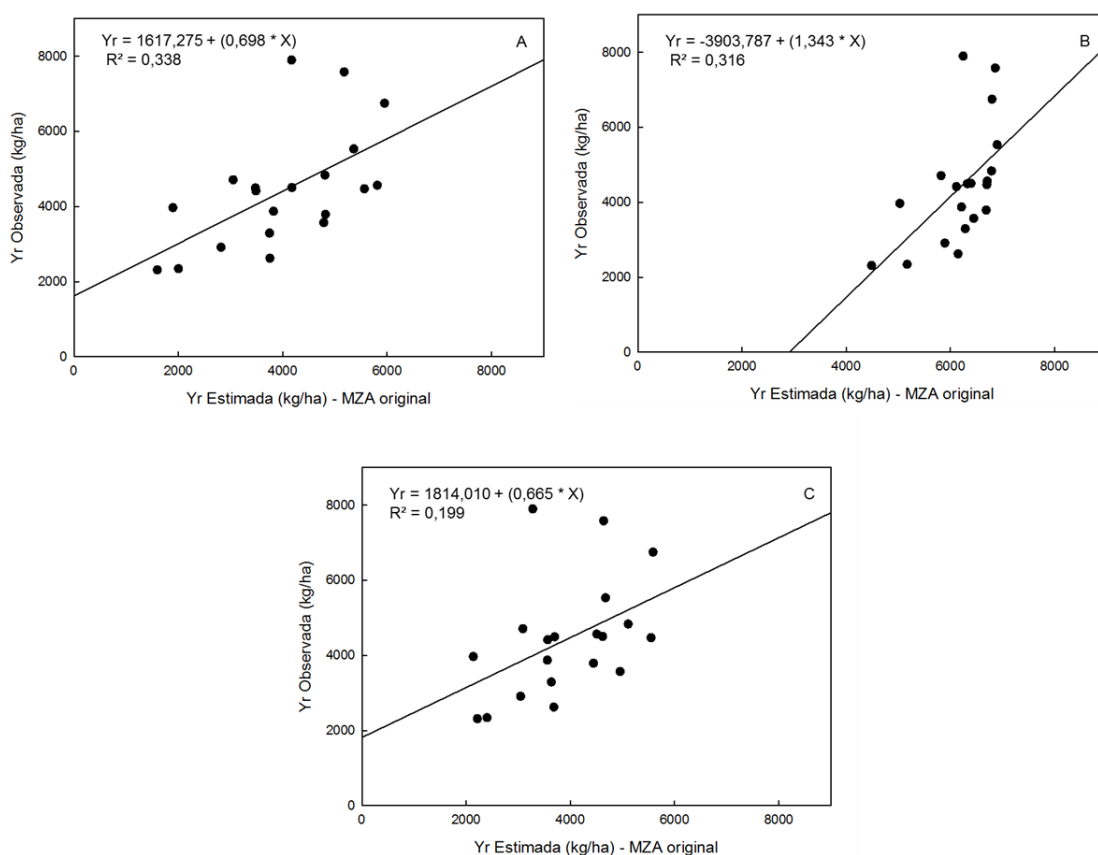 Yr = 1617,275 + (0,698 * X)
R² = 0,338
A
8000
6000
4000
2000
0
Yr Observada (kg/ha)
2000
4000
6000
8000
Yr Estimada (kg/ha) - MZA original
Yr = -3903,787 + (1,343 * X)
R² = 0,316
B
8000
6000
4000
2000
0
Yr Observada (kg/ha)
0
2000
4000
6000
8000
Yr Estimada (kg/ha) - MZA original
Yr = 1814,010 + (0,665 * X)
R² = 0,199
C
8000
6000
4000
2000
0
Yr Observada (kg/ha)
2000
4000
6000
8000
Yr Estimada (kg/ha) - MZA original